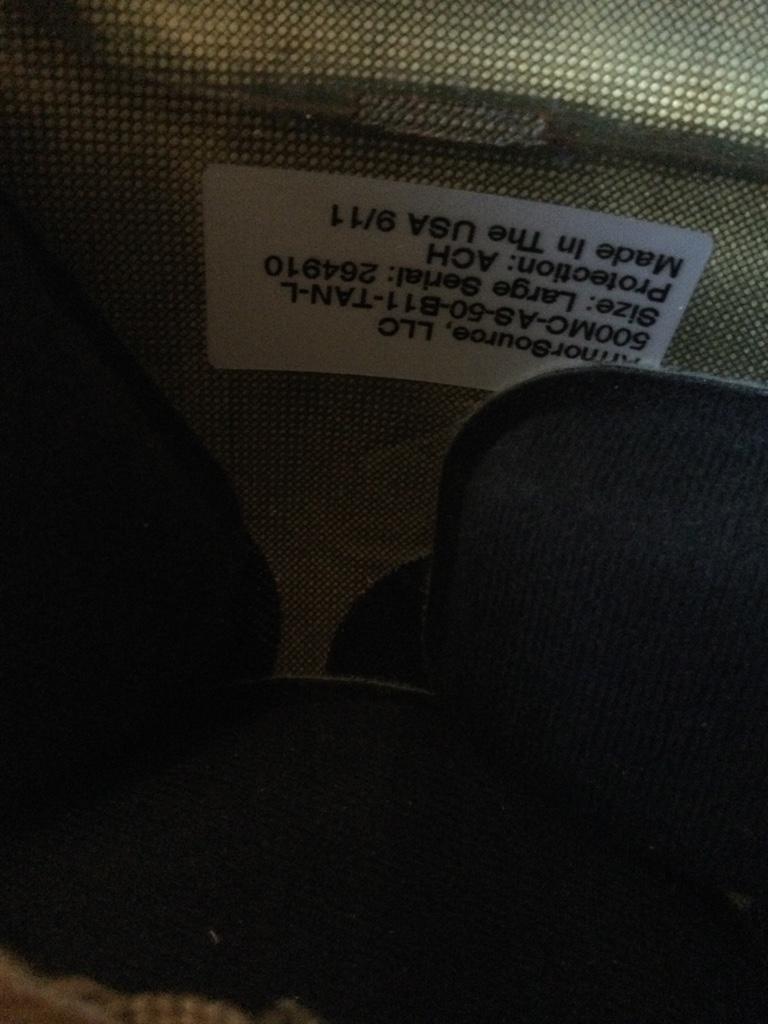 ArmorSource, LLC
500MC-AS-50-B11-TAN-L
Size: Large Serial: 264910
Protection: ACH
Made In The USA 9/11